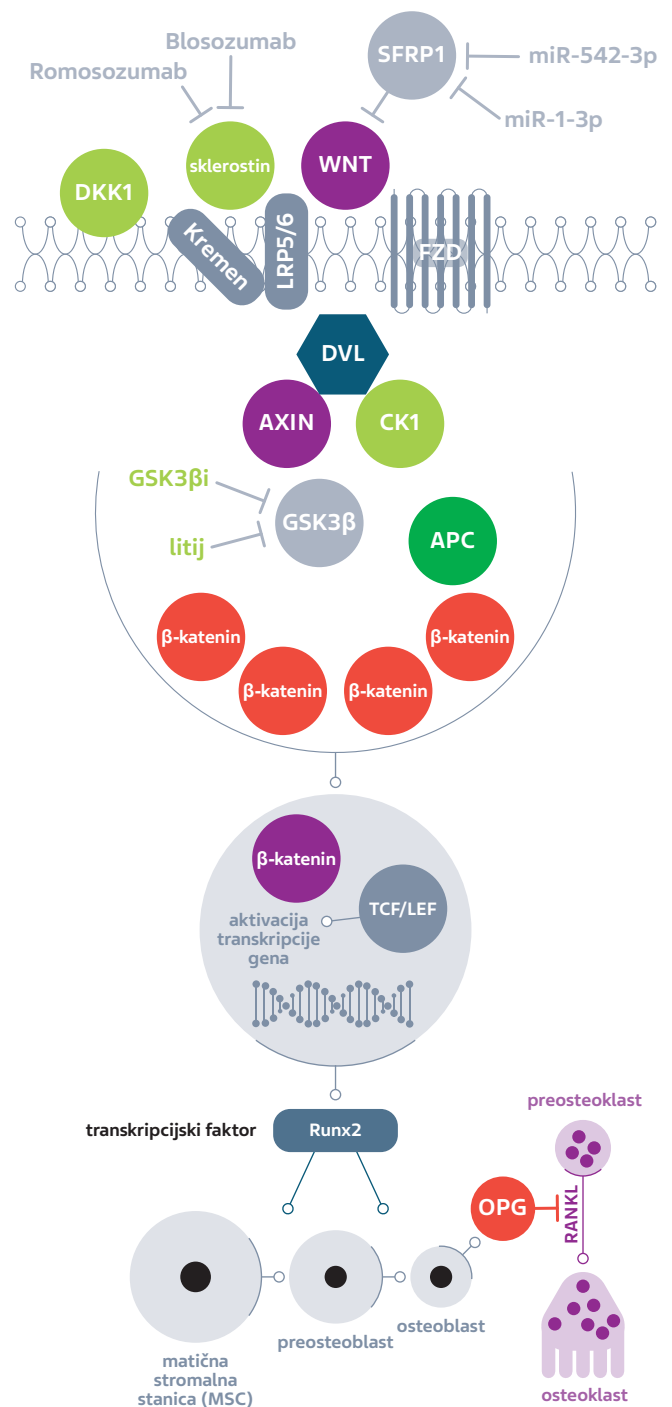 Blosozumab
Romosozumab
SFRP1
miR-542-3p
miR-1-3p
DKK1
sklerostin
WNT
Kremen
LRP5/6
FZD
DVL
AXIN
CK1
GSK3βi
GSK3β
litij
APC
β-katenin
β-katenin
β-katenin
β-katenin
β-katenin
TCF/LEF
aktivacija
transkripcije
gena
transkripcijski faktor
Runx2
preosteoklast
OPG
RANKL
osteoblast
preosteoblast
matična
stromalna
stanica (MSC)
osteoklast